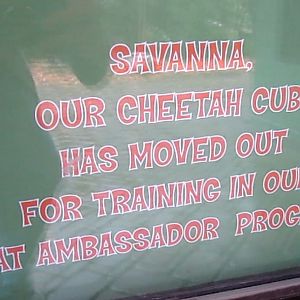 SAVANNA,
OUR CHEETAH CUB
HAS MOVED OUT
FOR TRAINING IN
AMBASSADOR